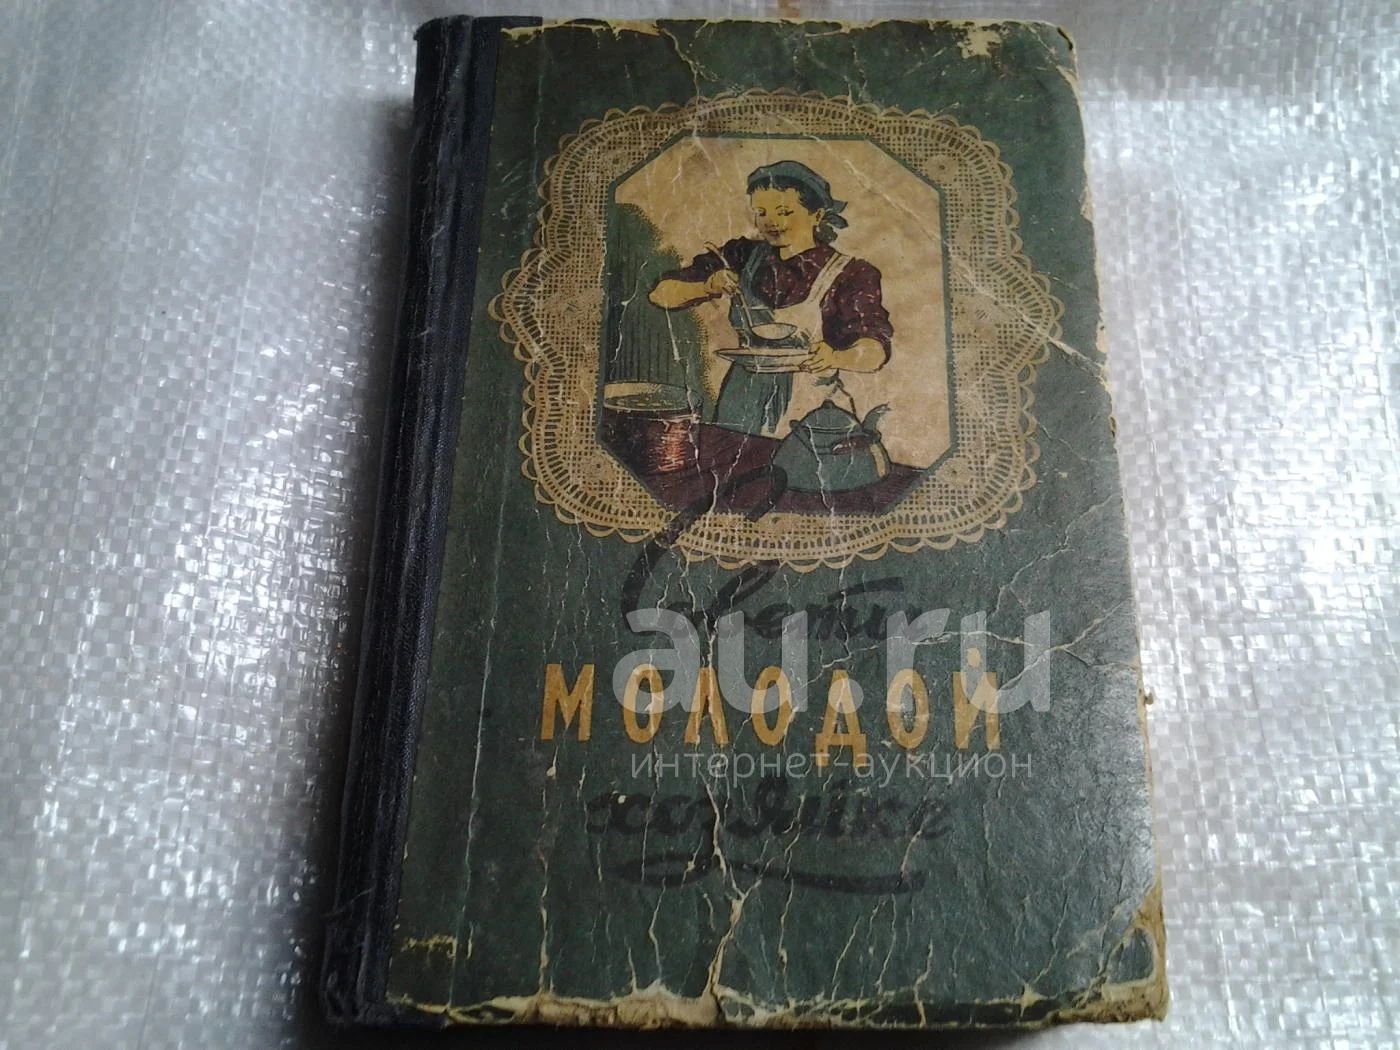 Советы
au.ru
МОЛОДОЙ
интернет-аукцион
хозяйке